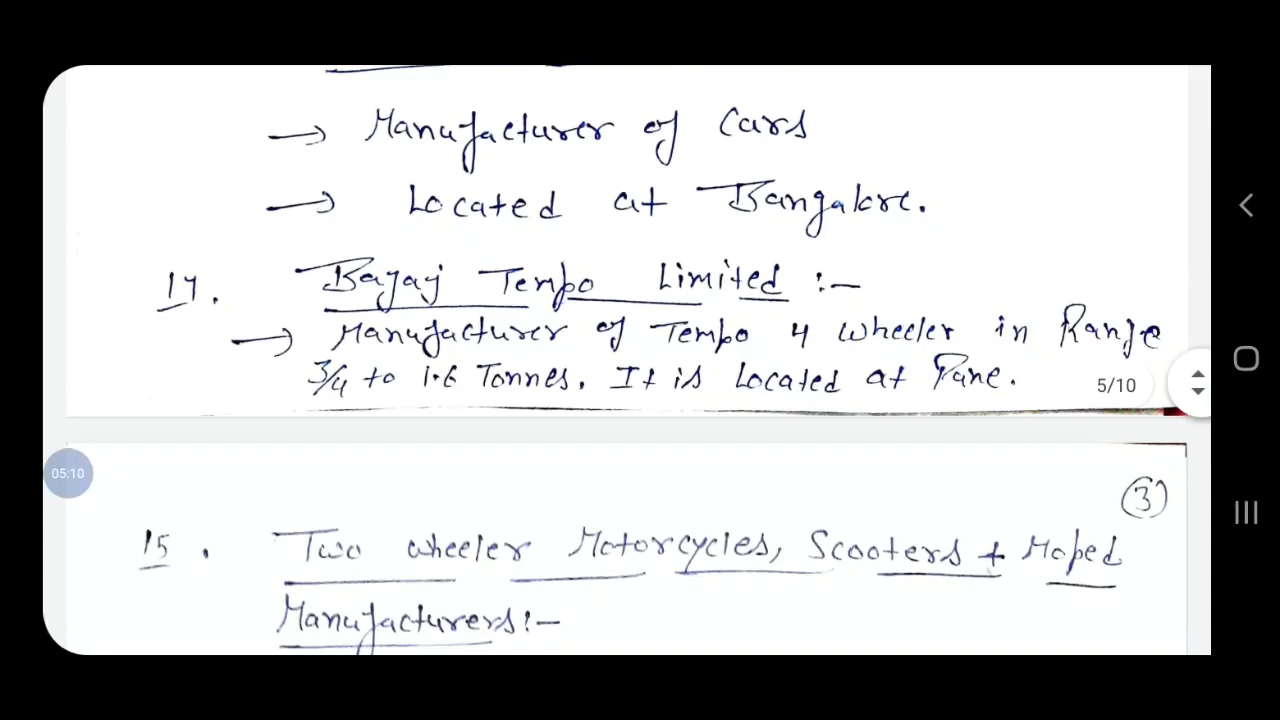 → Manufacturer of Cars
→ Located at Bangalore.
14. Bajaj Tempo Limited :-
→ Manufacturer of Tempo 4 wheeler in Range
3/4 to 1.6 Tonnes. It is Located at Pune.
5/10
05:10
3
15. Two wheeler Motorcycles, Scooters + Moped
Manufacturers:-